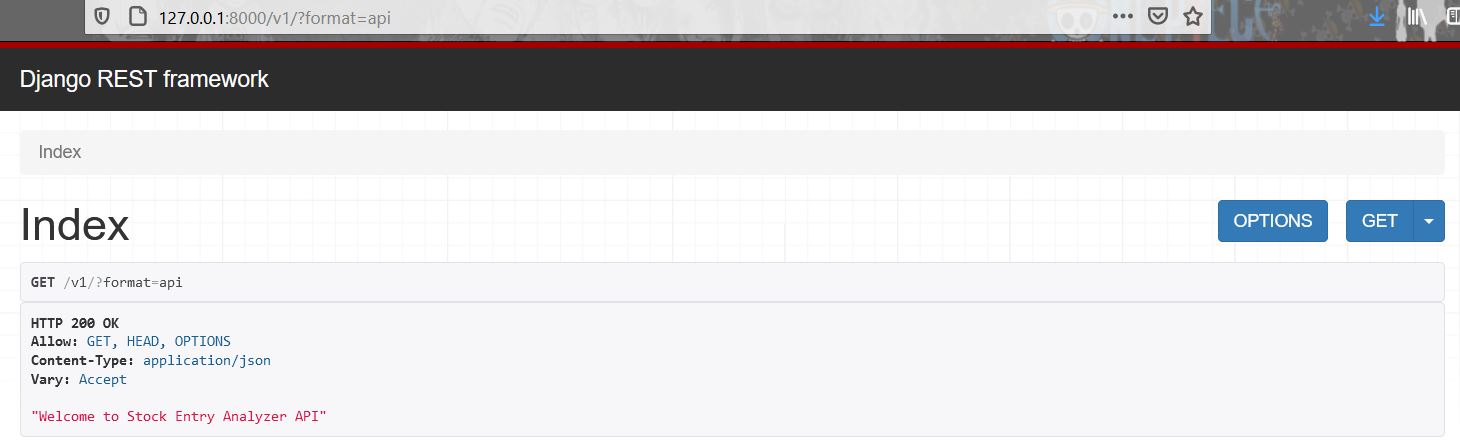 127.0.0.1:8000/v1/?format=api
Django REST framework
Index
Index
OPTIONS
GET
GET /v1/?format=api
HTTP 200 OK
Allow: GET, HEAD, OPTIONS
Content-Type: application/json
Vary: Accept
"Welcome to Stock Entry Analyzer API"